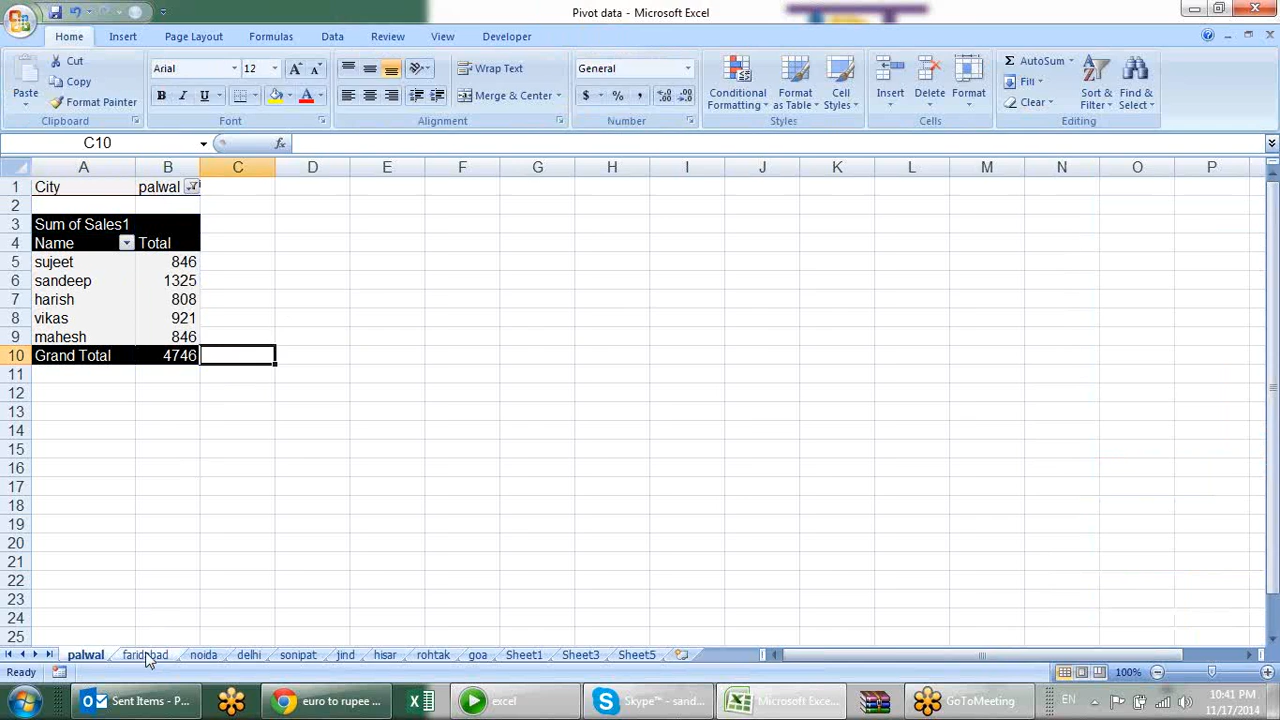 Pivot data - Microsoft Excel
Home Insert Page Layout Formulas Data Review View Developer
Paste Cut Copy Format Painter Clipboard
Arial 12 B I U A A A Font
Wrap Text Merge & Center Alignment
General $ % , Number
Conditional Formatting Format as Table Cell Styles Styles
Insert Delete Format Cells
Σ AutoSum Fill Clear Sort & Filter Find & Select Editing
C10 fx
A B C D E F G H I J K L M N O P
1 City palwal
2
3 Sum of Sales1
4 Name Total
5 sujeet 846
6 sandeep 1325
7 harish 808
8 vikas 921
9 mahesh 846
10 Grand Total 4746
11
12
13
14
15
16
17
18
19
20
21
22
23
24
25
palwal faridabad noida delhi sonipat jind hisar rohtak goa Sheet1 Sheet3 Sheet5
Ready 100%
Sent Items - P... euro to rupee ... excel Skype™ - sand... Microsoft Exce... GoToMeeting EN 10:41 PM
11/17/2014